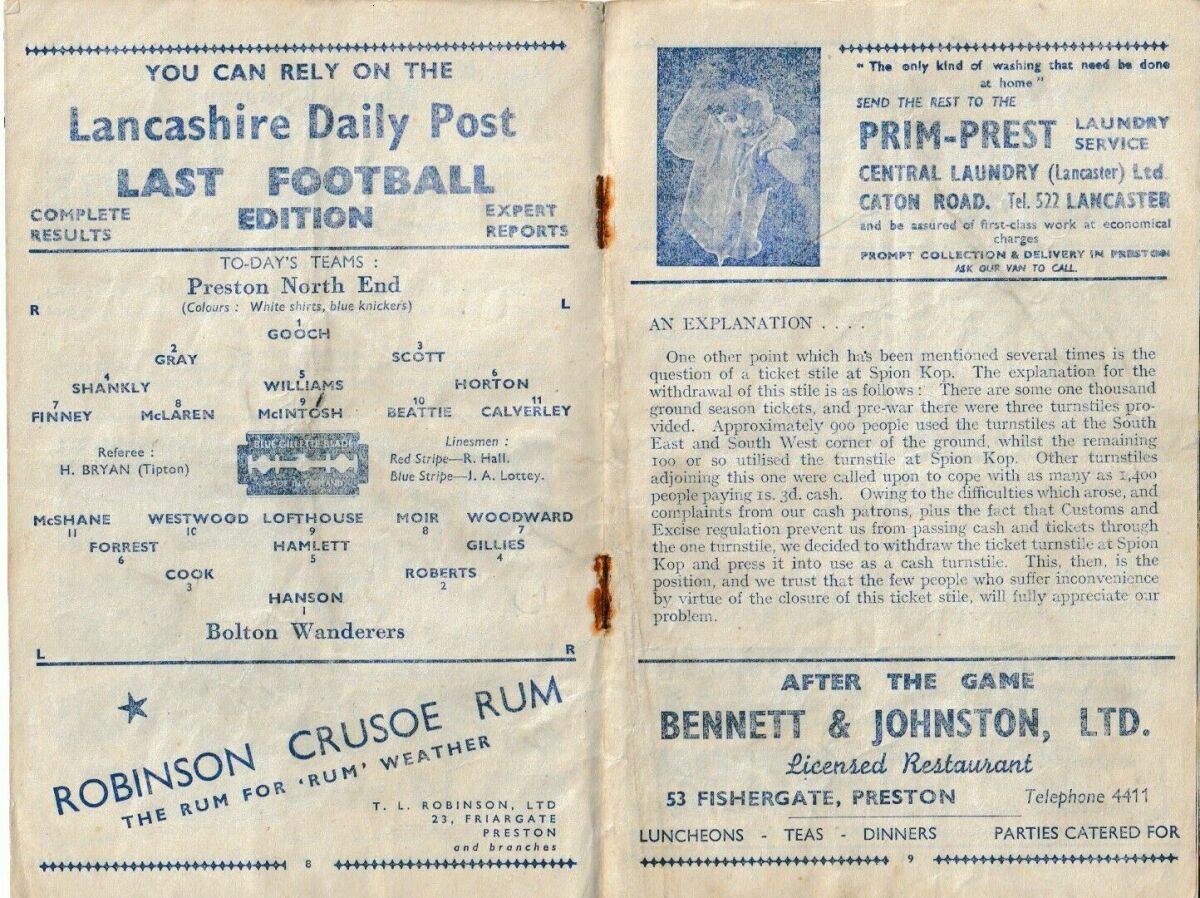 YOU CAN RELY ON THE
Lancashire Daily Post
LAST FOOTBALL
COMPLETE RESULTS
EDITION
EXPERT REPORTS
TO-DAY'S TEAMS :
Preston North End
(Colours : White shirts, blue knickers)
R L
1
GOOCH
2 3
GRAY SCOTT
4 5 6
SHANKLY WILLIAMS HORTON
7 8 9 10 11
FINNEY McLAREN McINTOSH BEATTIE CALVERLEY
Referee :
H. BRYAN (Tipton)
BLUE GILLETTE BLADE
MADE IN ENGLAND
Linesmen :
Red Stripe—R. Hall.
Blue Stripe—J. A. Lottey.
McSHANE WESTWOOD LOFTHOUSE MOIR WOODWARD
11 10 9 8 7
FORREST HAMLETT GILLIES
6 5 4
COOK ROBERTS
3 2
HANSON
1
Bolton Wanderers
L R
ROBINSON CRUSOE RUM
THE RUM FOR 'RUM' WEATHER
T. L. ROBINSON, LTD
23, FRIARGATE
PRESTON
and branches
8
"The only kind of washing that need be done
at home"
SEND THE REST TO THE
PRIM-PREST LAUNDRY SERVICE
CENTRAL LAUNDRY (Lancaster) Ltd.
CATON ROAD. Tel. 522 LANCASTER
and be assured of first-class work at economical
charges
PROMPT COLLECTION & DELIVERY IN PRESTON
ASK OUR VAN TO CALL.
AN EXPLANATION . . . .
One other point which has been mentioned several times is the
question of a ticket stile at Spion Kop. The explanation for the
withdrawal of this stile is as follows : There are some one thousand
ground season tickets, and pre-war there were three turnstiles pro-
vided. Approximately 900 people used the turnstiles at the South
East and South West corner of the ground, whilst the remaining
100 or so utilised the turnstile at Spion Kop. Other turnstiles
adjoining this one were called upon to cope with as many as 1,400
people paying 1s. 3d. cash. Owing to the difficulties which arose, and
complaints from our cash patrons, plus the fact that Customs and
Excise regulation prevent us from passing cash and tickets through
the one turnstile, we decided to withdraw the ticket turnstile at Spion
Kop and press it into use as a cash turnstile. This, then, is the
position, and we trust that the few people who suffer inconvenience
by virtue of the closure of this ticket stile, will fully appreciate our
problem.
AFTER THE GAME
BENNETT & JOHNSTON, LTD.
Licensed Restaurant
53 FISHERGATE, PRESTON Telephone 4411
LUNCHEONS - TEAS - DINNERS PARTIES CATERED FOR
9